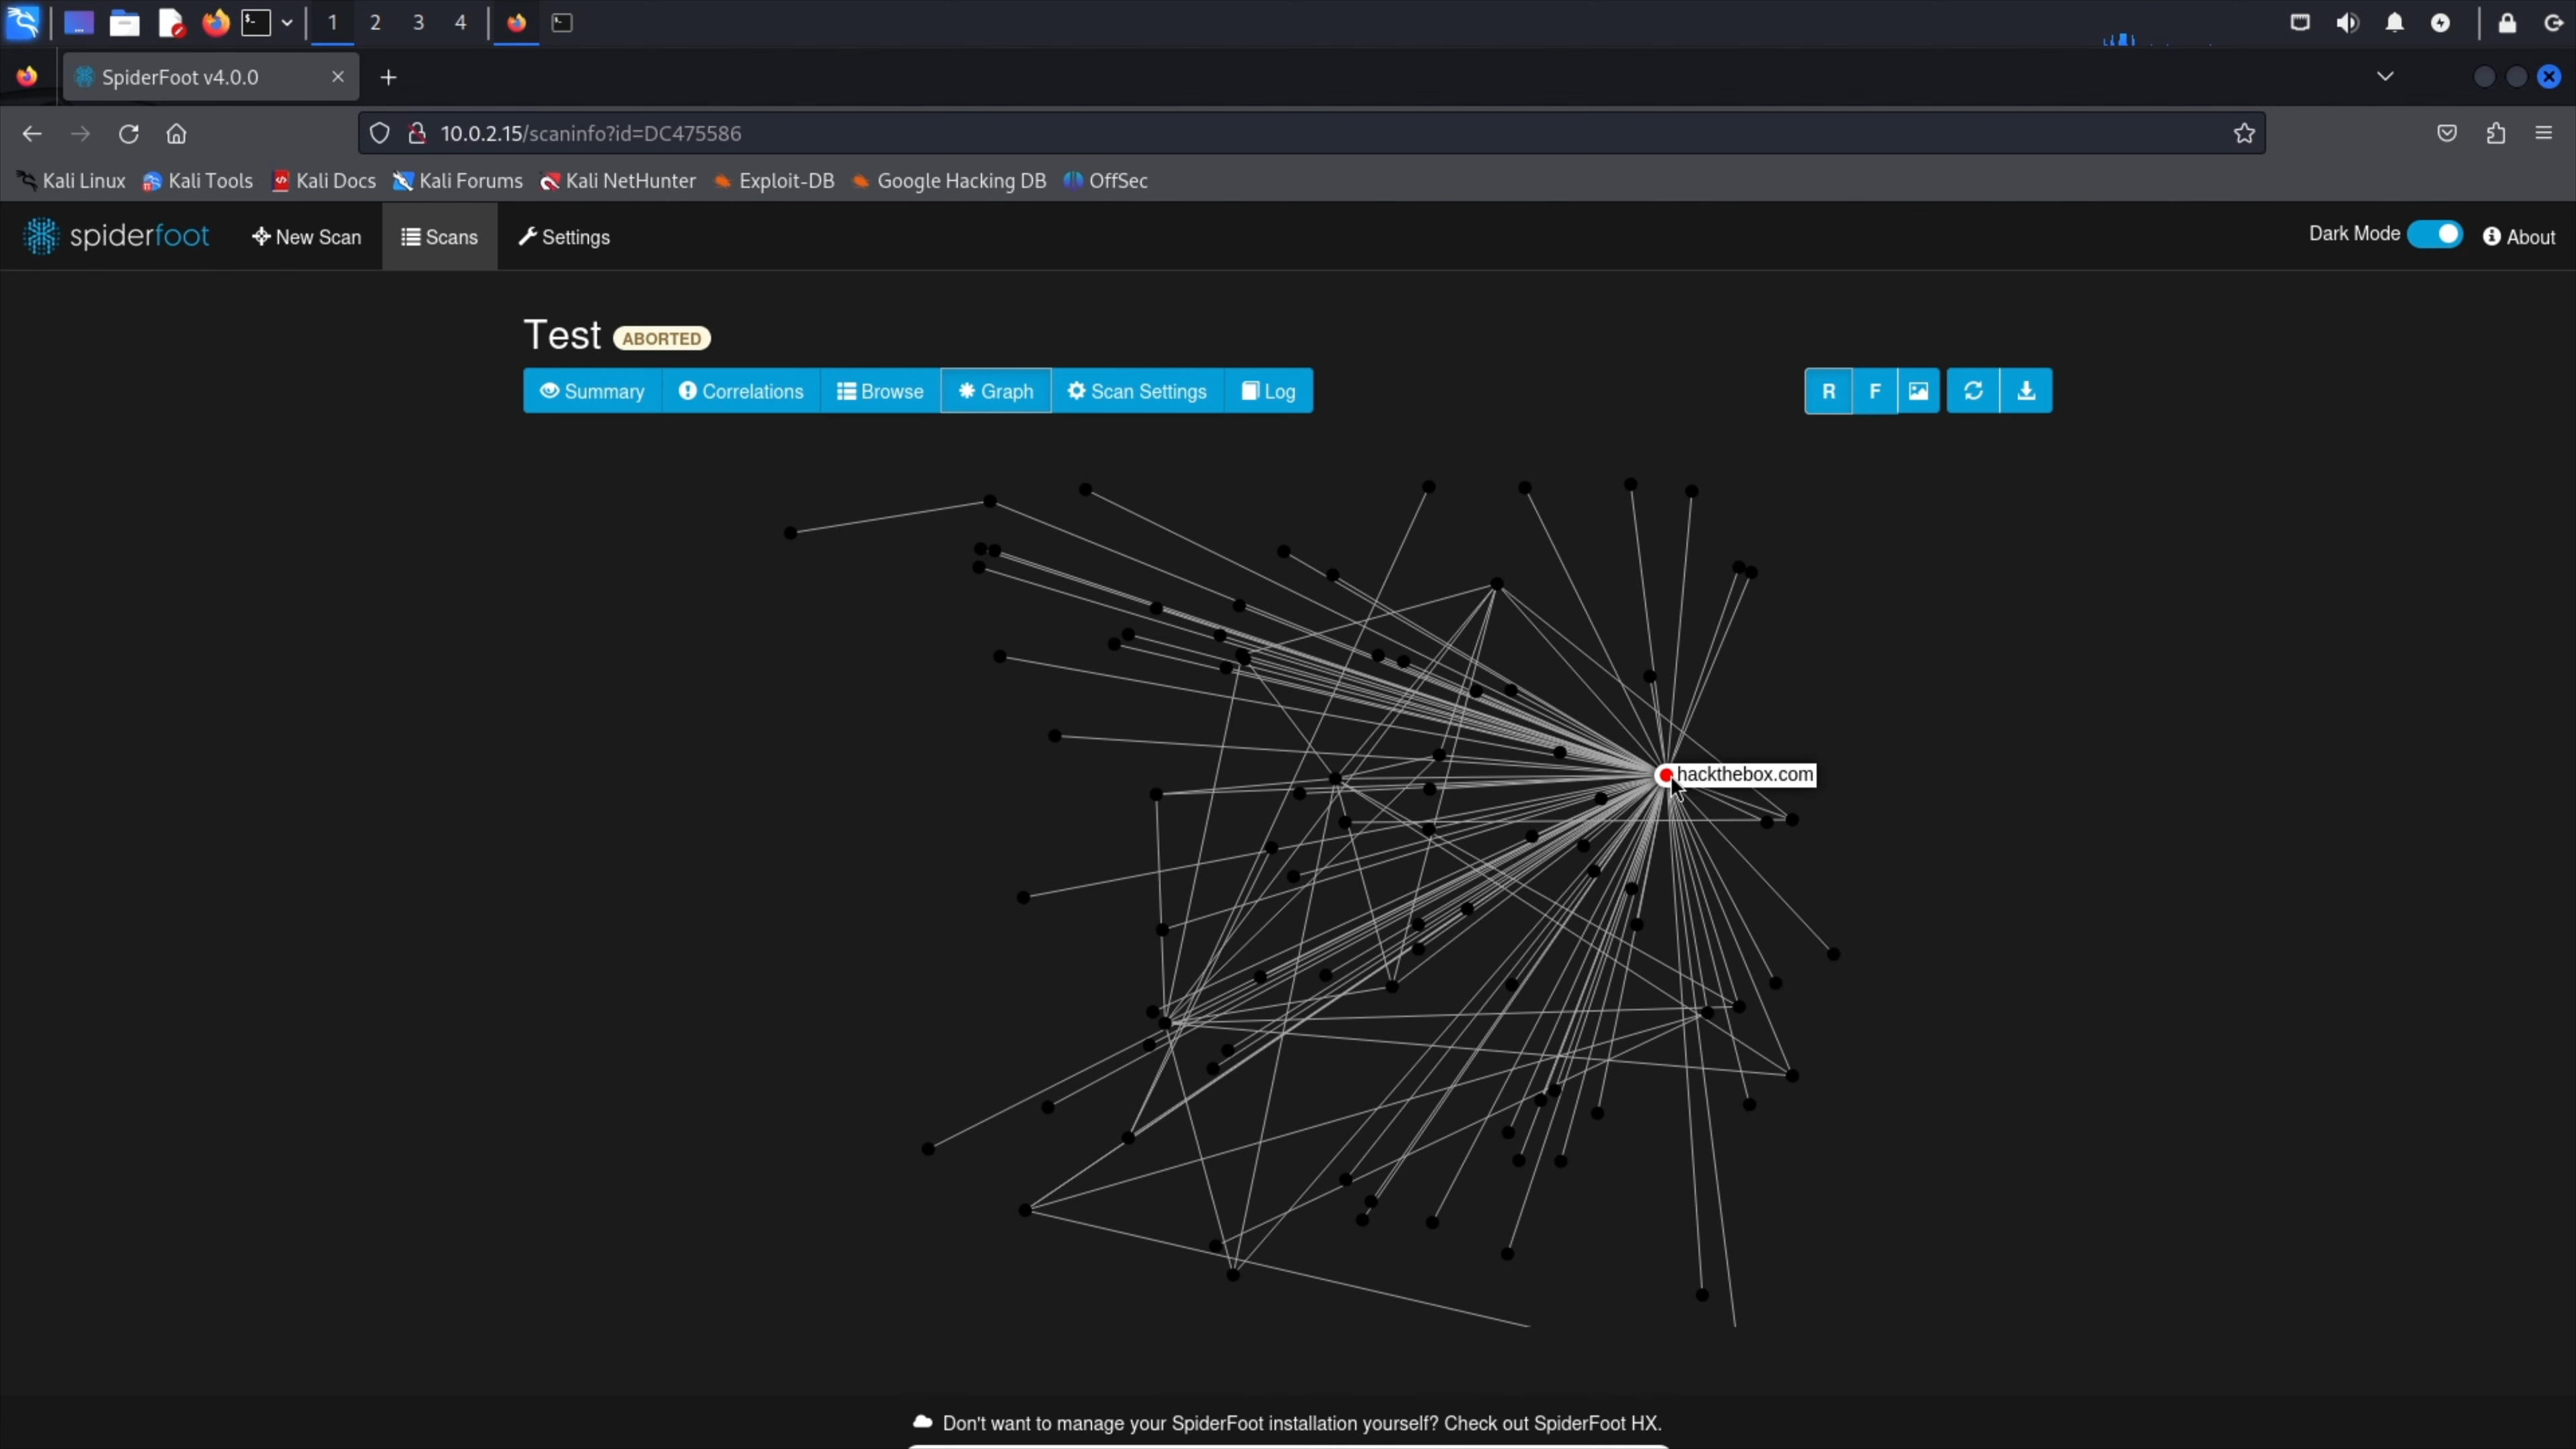 1 2 3 4
SpiderFoot v4.0.0
10.0.2.15/scaninfo?id=DC475586
Kali Linux Kali Tools Kali Docs Kali Forums Kali NetHunter Exploit-DB Google Hacking DB OffSec
spiderfoot New Scan Scans Settings Dark Mode About
Test ABORTED
Summary Correlations Browse Graph Scan Settings Log R F
hackthebox.com
Don't want to manage your SpiderFoot installation yourself? Check out SpiderFoot HX.